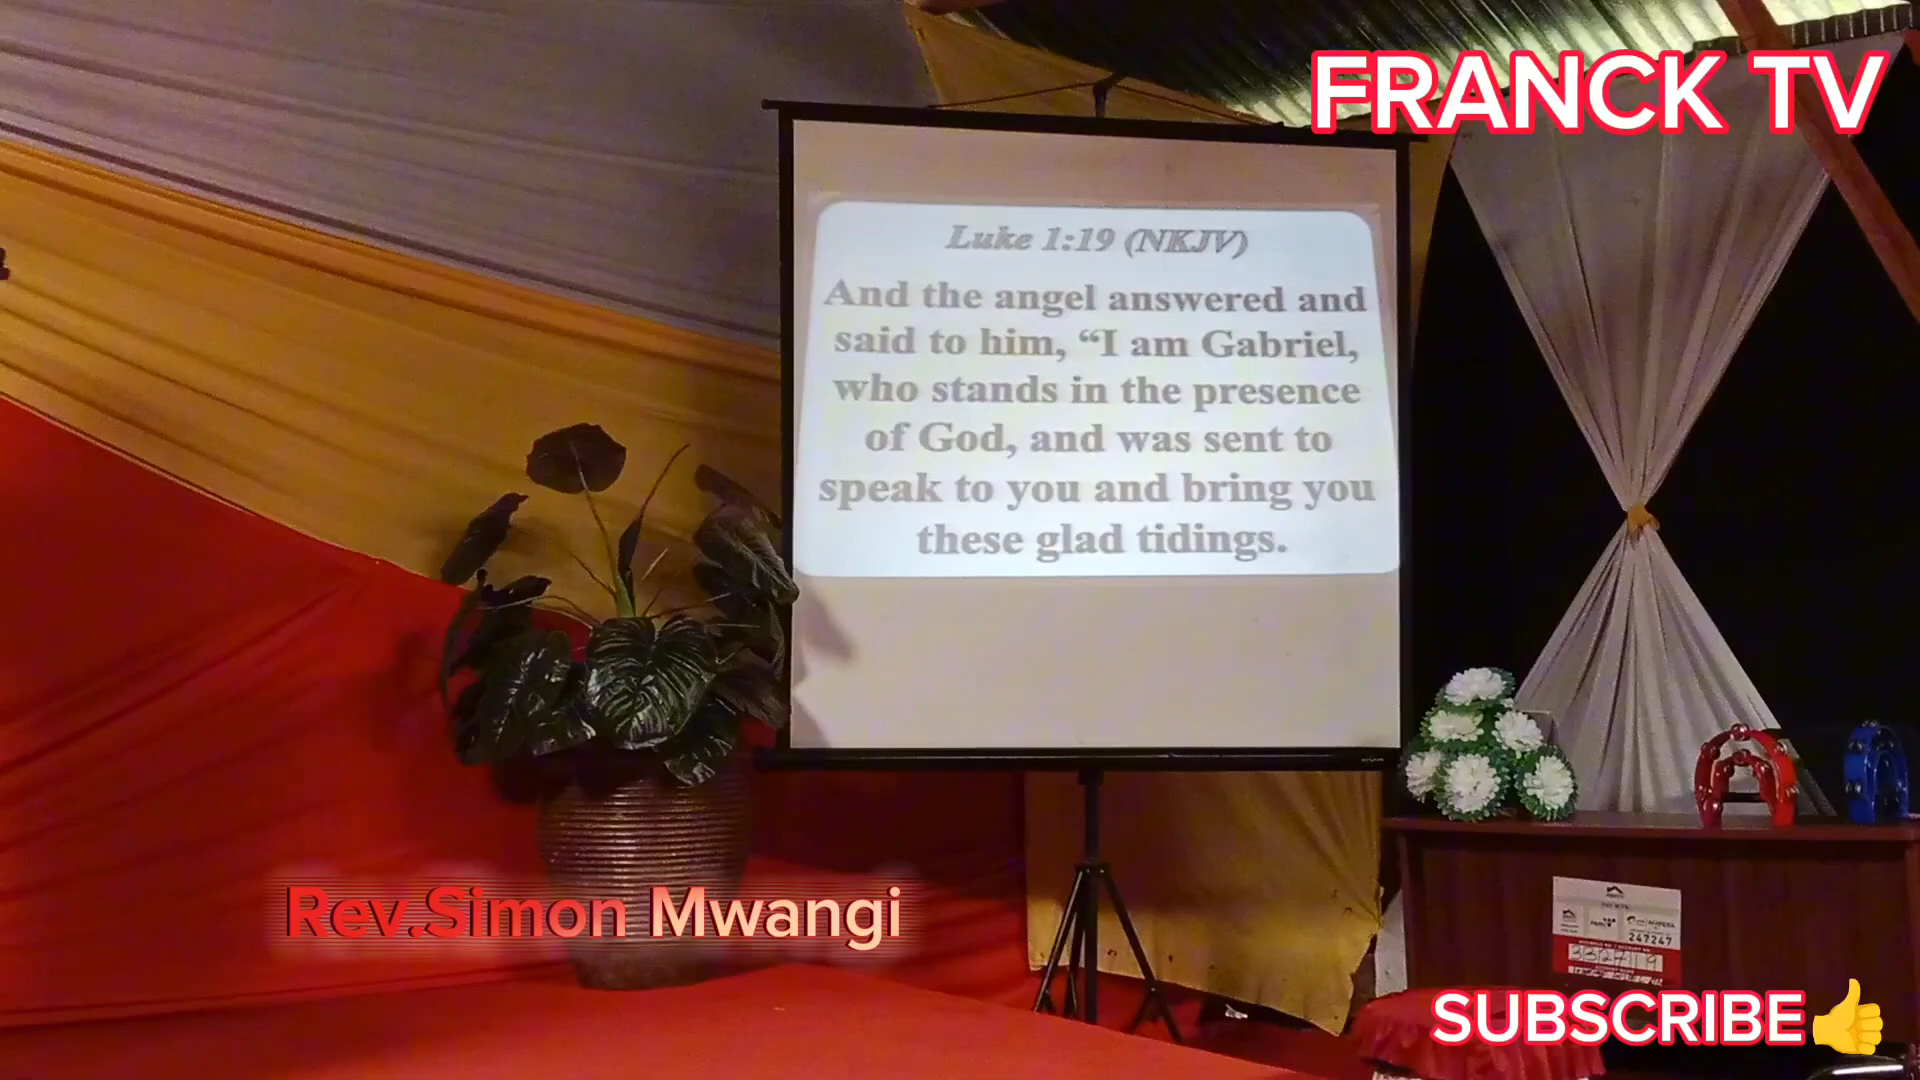 FRANCK TV
Luke 1:19 (NKJV)
And the angel answered and
said to him, “I am Gabriel,
who stands in the presence
of God, and was sent to
speak to you and bring you
these glad tidings.
Rev.Simon Mwangi
247247
SUBSCRIBE👍